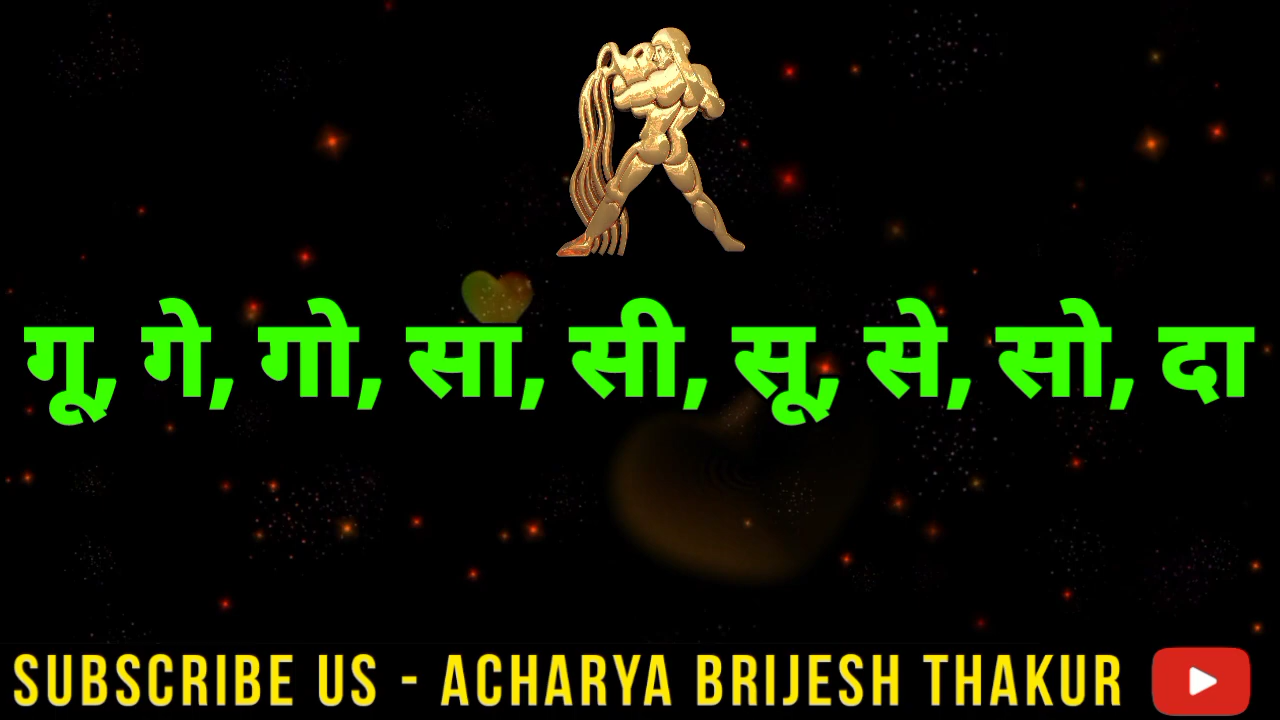 गू, गे, गो, सा, सी, सू, से, सो, दा
SUBSCRIBE US - ACHARYA BRIJESH THAKUR